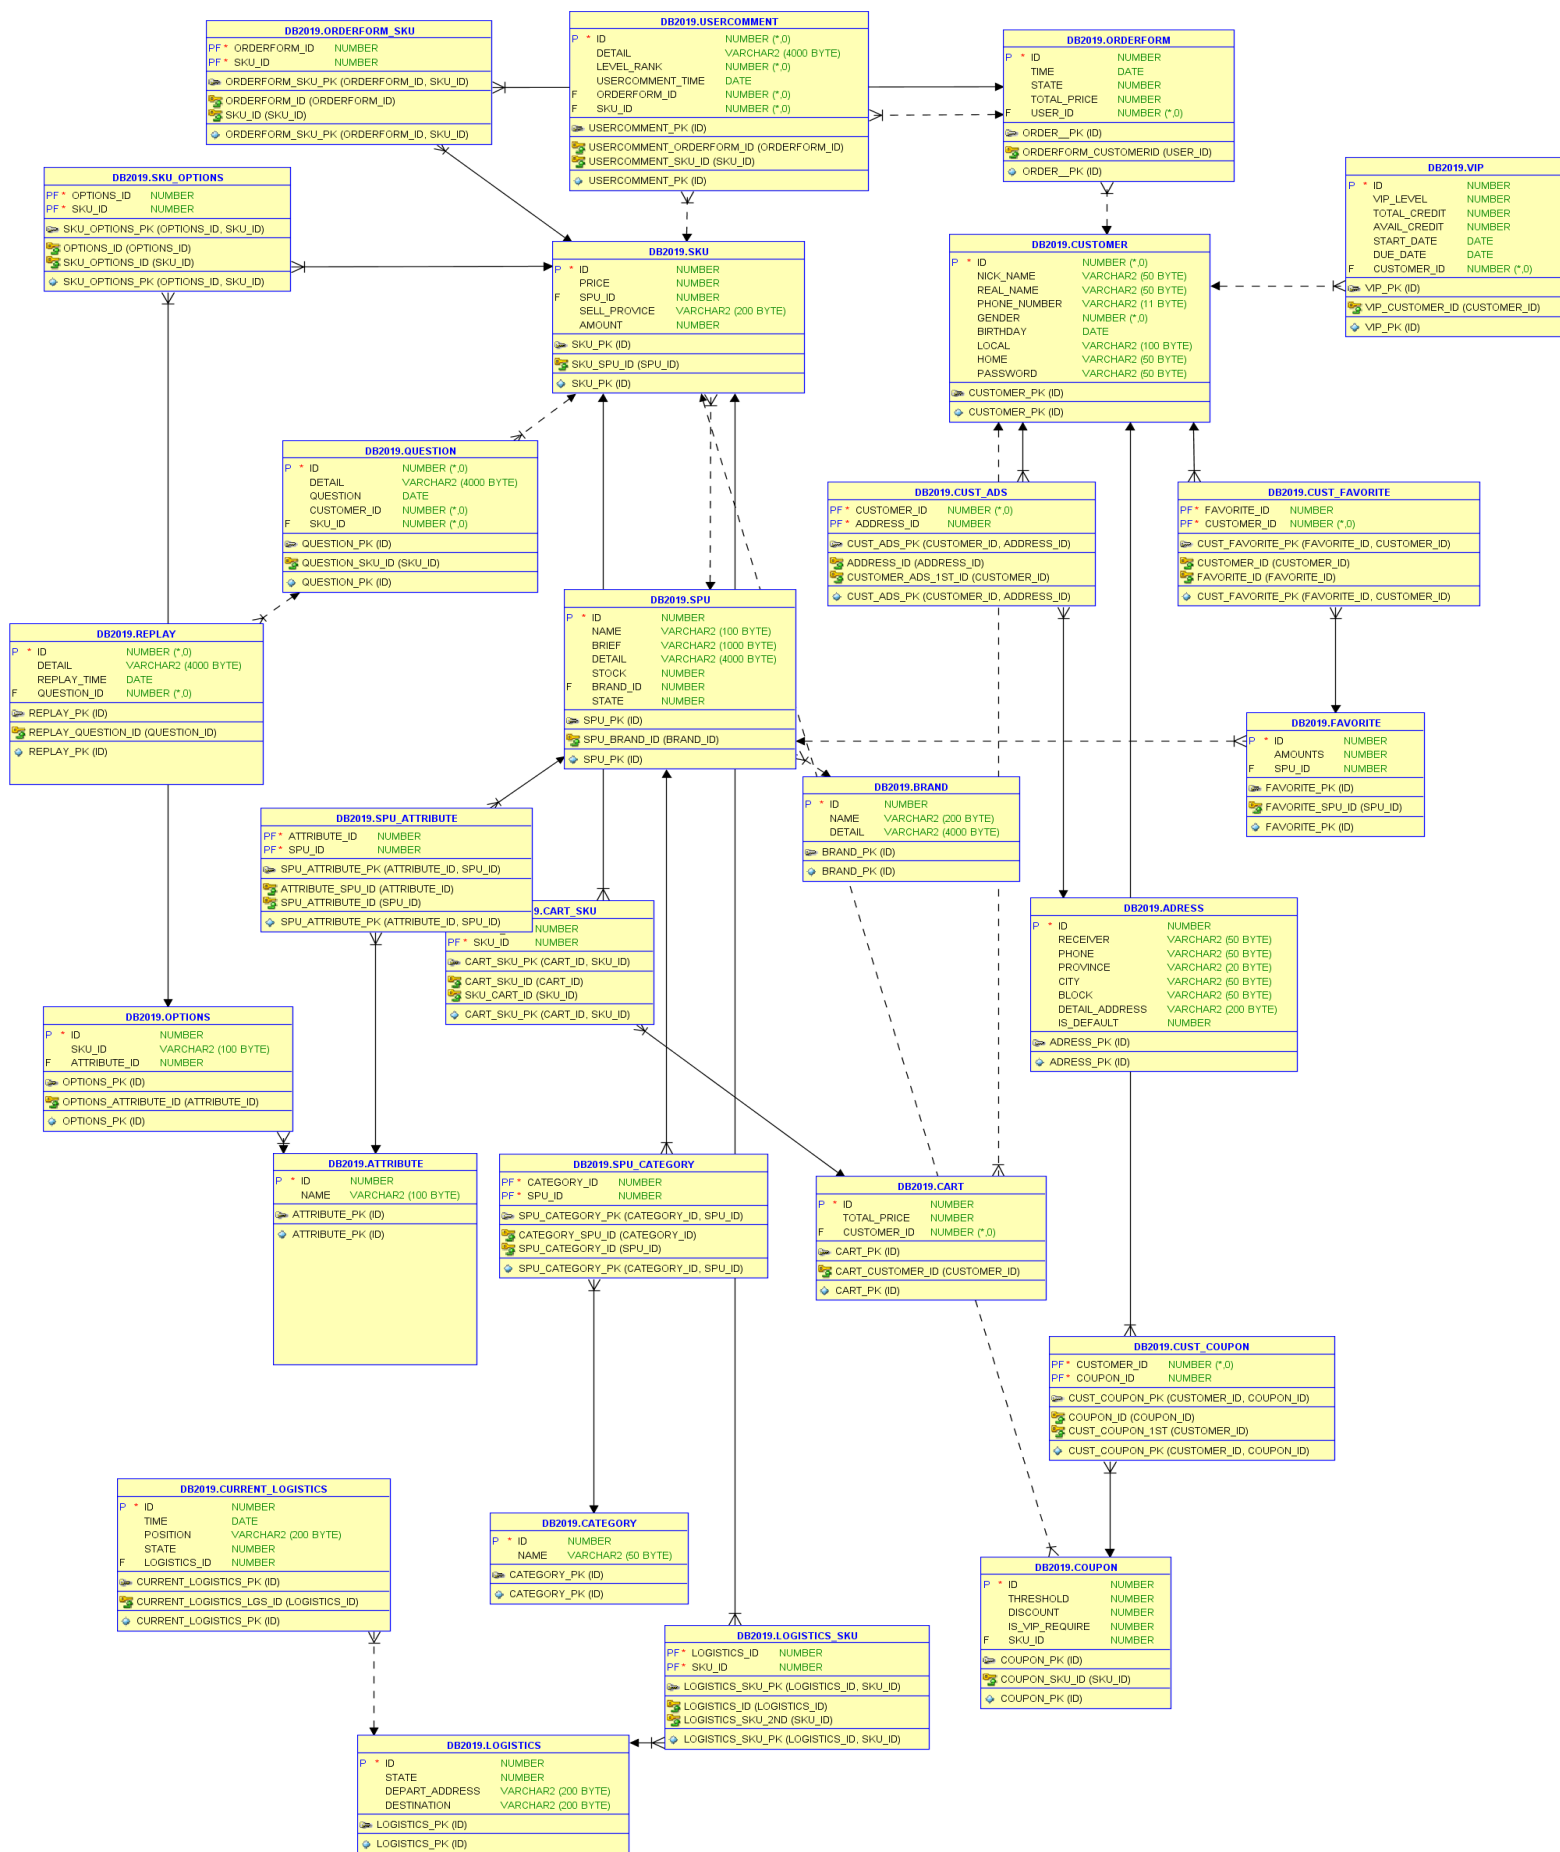 DB2019.ORDERFORM_SKU
PF * ORDERFORM_ID NUMBER
PF * SKU_ID NUMBER
ORDERFORM_SKU_PK (ORDERFORM_ID, SKU_ID)
ORDERFORM_ID (ORDERFORM_ID)
SKU_ID (SKU_ID)
ORDERFORM_SKU_PK (ORDERFORM_ID, SKU_ID)
DB2019.USERCOMMENT
P * ID NUMBER (*,0)
DETAIL VARCHAR2 (4000 BYTE)
LEVEL_RANK NUMBER (*,0)
USERCOMMENT_TIME DATE
F ORDERFORM_ID NUMBER (*,0)
F SKU_ID NUMBER (*,0)
USERCOMMENT_PK (ID)
USERCOMMENT_ORDERFORM_ID (ORDERFORM_ID)
USERCOMMENT_SKU_ID (SKU_ID)
USERCOMMENT_PK (ID)
DB2019.ORDERFORM
P * ID NUMBER
TIME DATE
STATE NUMBER
TOTAL_PRICE NUMBER
F USER_ID NUMBER (*,0)
ORDER__PK (ID)
ORDERFORM_CUSTOMERID (USER_ID)
ORDER__PK (ID)
DB2019.VIP
P * ID NUMBER
VIP_LEVEL NUMBER
TOTAL_CREDIT NUMBER
AVAIL_CREDIT NUMBER
START_DATE DATE
DUE_DATE DATE
F CUSTOMER_ID NUMBER (*,0)
VIP_PK (ID)
VIP_CUSTOMER_ID (CUSTOMER_ID)
VIP_PK (ID)
DB2019.SKU_OPTIONS
PF * OPTIONS_ID NUMBER
PF * SKU_ID NUMBER
SKU_OPTIONS_PK (OPTIONS_ID, SKU_ID)
OPTIONS_ID (OPTIONS_ID)
SKU_OPTIONS_ID (SKU_ID)
SKU_OPTIONS_PK (OPTIONS_ID, SKU_ID)
DB2019.SKU
P * ID NUMBER
PRICE NUMBER
F SPU_ID NUMBER
SELL_PROVICE VARCHAR2 (200 BYTE)
AMOUNT NUMBER
SKU_PK (ID)
SKU_SPU_ID (SPU_ID)
SKU_PK (ID)
DB2019.CUSTOMER
P * ID NUMBER (*,0)
NICK_NAME VARCHAR2 (50 BYTE)
REAL_NAME VARCHAR2 (50 BYTE)
PHONE_NUMBER VARCHAR2 (11 BYTE)
GENDER NUMBER (*,0)
BIRTHDAY DATE
LOCAL VARCHAR2 (100 BYTE)
HOME VARCHAR2 (50 BYTE)
PASSWORD VARCHAR2 (50 BYTE)
CUSTOMER_PK (ID)
CUSTOMER_PK (ID)
DB2019.QUESTION
P * ID NUMBER (*,0)
DETAIL VARCHAR2 (4000 BYTE)
QUESTION DATE
CUSTOMER_ID NUMBER (*,0)
F SKU_ID NUMBER (*,0)
QUESTION_PK (ID)
QUESTION_SKU_ID (SKU_ID)
QUESTION_PK (ID)
DB2019.CUST_ADS
PF * CUSTOMER_ID NUMBER (*,0)
PF * ADDRESS_ID NUMBER
CUST_ADS_PK (CUSTOMER_ID, ADDRESS_ID)
ADDRESS_ID (ADDRESS_ID)
CUSTOMER_ADS_1ST_ID (CUSTOMER_ID)
CUST_ADS_PK (CUSTOMER_ID, ADDRESS_ID)
DB2019.CUST_FAVORITE
PF * FAVORITE_ID NUMBER
PF * CUSTOMER_ID NUMBER (*,0)
CUST_FAVORITE_PK (FAVORITE_ID, CUSTOMER_ID)
CUSTOMER_ID (CUSTOMER_ID)
FAVORITE_ID (FAVORITE_ID)
CUST_FAVORITE_PK (FAVORITE_ID, CUSTOMER_ID)
DB2019.REPLAY
P * ID NUMBER (*,0)
DETAIL VARCHAR2 (4000 BYTE)
REPLAY_TIME DATE
F QUESTION_ID NUMBER (*,0)
REPLAY_PK (ID)
REPLAY_QUESTION_ID (QUESTION_ID)
REPLAY_PK (ID)
DB2019.SPU
P * ID NUMBER
NAME VARCHAR2 (100 BYTE)
BRIEF VARCHAR2 (1000 BYTE)
DETAIL VARCHAR2 (4000 BYTE)
STOCK NUMBER
F BRAND_ID NUMBER
STATE NUMBER
SPU_PK (ID)
SPU_BRAND_ID (BRAND_ID)
SPU_PK (ID)
DB2019.FAVORITE
P * ID NUMBER
AMOUNTS NUMBER
F SPU_ID NUMBER
FAVORITE_PK (ID)
FAVORITE_SPU_ID (SPU_ID)
FAVORITE_PK (ID)
DB2019.BRAND
P * ID NUMBER
NAME VARCHAR2 (200 BYTE)
DETAIL VARCHAR2 (4000 BYTE)
BRAND_PK (ID)
BRAND_PK (ID)
DB2019.SPU_ATTRIBUTE
PF * ATTRIBUTE_ID NUMBER
PF * SPU_ID NUMBER
SPU_ATTRIBUTE_PK (ATTRIBUTE_ID, SPU_ID)
ATTRIBUTE_SPU_ID (ATTRIBUTE_ID)
SPU_ATTRIBUTE_ID (SPU_ID)
SPU_ATTRIBUTE_PK (ATTRIBUTE_ID, SPU_ID)
9.CART_SKU
NUMBER
PF * SKU_ID NUMBER
CART_SKU_PK (CART_ID, SKU_ID)
CART_SKU_ID (CART_ID)
SKU_CART_ID (SKU_ID)
CART_SKU_PK (CART_ID, SKU_ID)
DB2019.ADRESS
P * ID NUMBER
RECEIVER VARCHAR2 (50 BYTE)
PHONE VARCHAR2 (50 BYTE)
PROVINCE VARCHAR2 (20 BYTE)
CITY VARCHAR2 (50 BYTE)
BLOCK VARCHAR2 (50 BYTE)
DETAIL_ADDRESS VARCHAR2 (200 BYTE)
IS_DEFAULT NUMBER
ADRESS_PK (ID)
ADRESS_PK (ID)
DB2019.OPTIONS
P * ID NUMBER
SKU_ID VARCHAR2 (100 BYTE)
F ATTRIBUTE_ID NUMBER
OPTIONS_PK (ID)
OPTIONS_ATTRIBUTE_ID (ATTRIBUTE_ID)
OPTIONS_PK (ID)
DB2019.ATTRIBUTE
P * ID NUMBER
NAME VARCHAR2 (100 BYTE)
ATTRIBUTE_PK (ID)
ATTRIBUTE_PK (ID)
DB2019.SPU_CATEGORY
PF * CATEGORY_ID NUMBER
PF * SPU_ID NUMBER
SPU_CATEGORY_PK (CATEGORY_ID, SPU_ID)
CATEGORY_SPU_ID (CATEGORY_ID)
SPU_CATEGORY_ID (SPU_ID)
SPU_CATEGORY_PK (CATEGORY_ID, SPU_ID)
DB2019.CART
P * ID NUMBER
TOTAL_PRICE NUMBER
F CUSTOMER_ID NUMBER (*,0)
CART_PK (ID)
CART_CUSTOMER_ID (CUSTOMER_ID)
CART_PK (ID)
DB2019.CUST_COUPON
PF * CUSTOMER_ID NUMBER (*,0)
PF * COUPON_ID NUMBER
CUST_COUPON_PK (CUSTOMER_ID, COUPON_ID)
COUPON_ID (COUPON_ID)
CUST_COUPON_1ST (CUSTOMER_ID)
CUST_COUPON_PK (CUSTOMER_ID, COUPON_ID)
DB2019.CURRENT_LOGISTICS
P * ID NUMBER
TIME DATE
POSITION VARCHAR2 (200 BYTE)
STATE NUMBER
F LOGISTICS_ID NUMBER
CURRENT_LOGISTICS_PK (ID)
CURRENT_LOGISTICS_LGS_ID (LOGISTICS_ID)
CURRENT_LOGISTICS_PK (ID)
DB2019.CATEGORY
P * ID NUMBER
NAME VARCHAR2 (50 BYTE)
CATEGORY_PK (ID)
CATEGORY_PK (ID)
DB2019.COUPON
P * ID NUMBER
THRESHOLD NUMBER
DISCOUNT NUMBER
IS_VIP_REQUIRE NUMBER
F SKU_ID NUMBER
COUPON_PK (ID)
COUPON_SKU_ID (SKU_ID)
COUPON_PK (ID)
DB2019.LOGISTICS_SKU
PF * LOGISTICS_ID NUMBER
PF * SKU_ID NUMBER
LOGISTICS_SKU_PK (LOGISTICS_ID, SKU_ID)
LOGISTICS_ID (LOGISTICS_ID)
LOGISTICS_SKU_2ND (SKU_ID)
LOGISTICS_SKU_PK (LOGISTICS_ID, SKU_ID)
DB2019.LOGISTICS
P * ID NUMBER
STATE NUMBER
DEPART_ADDRESS VARCHAR2 (200 BYTE)
DESTINATION VARCHAR2 (200 BYTE)
LOGISTICS_PK (ID)
LOGISTICS_PK (ID)